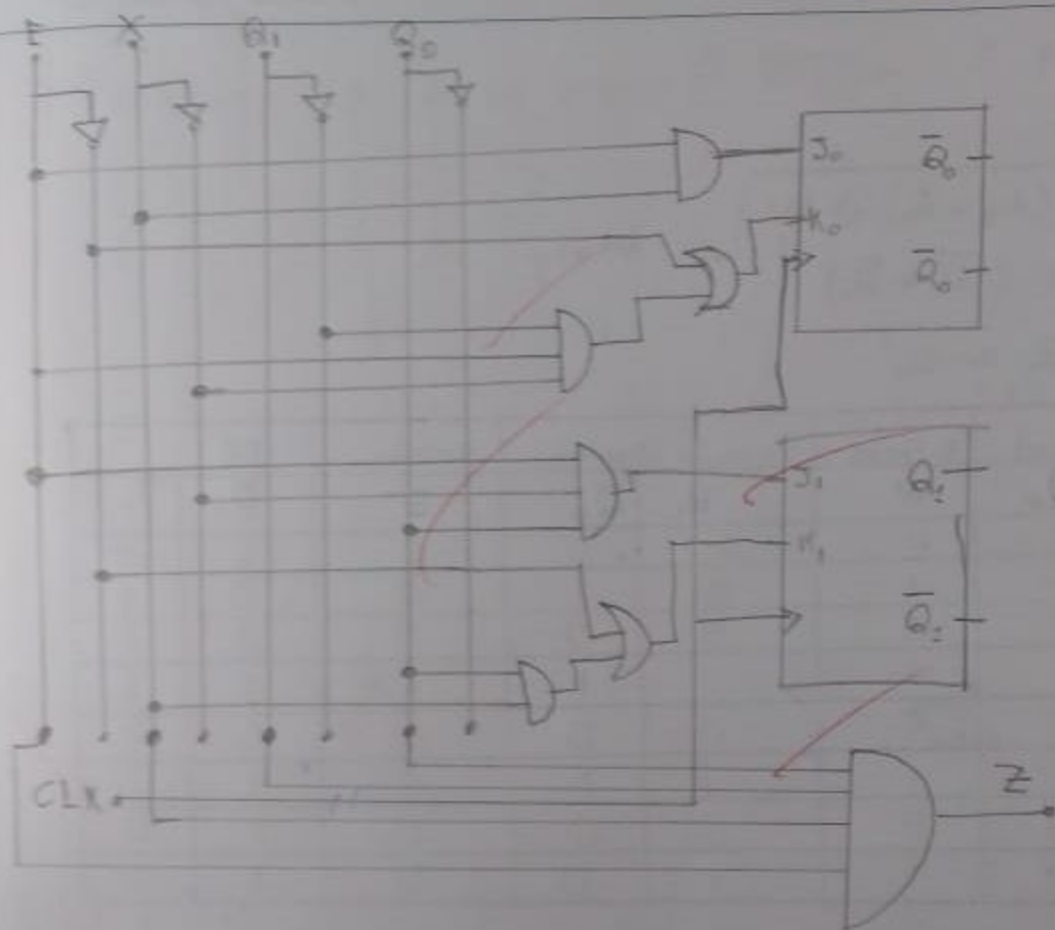 X Q₁ Q₀
J₀ Q̅₀
K₀
Q̅₀
J₁ Q₁
K₁
Q̅₁
CLK
Z